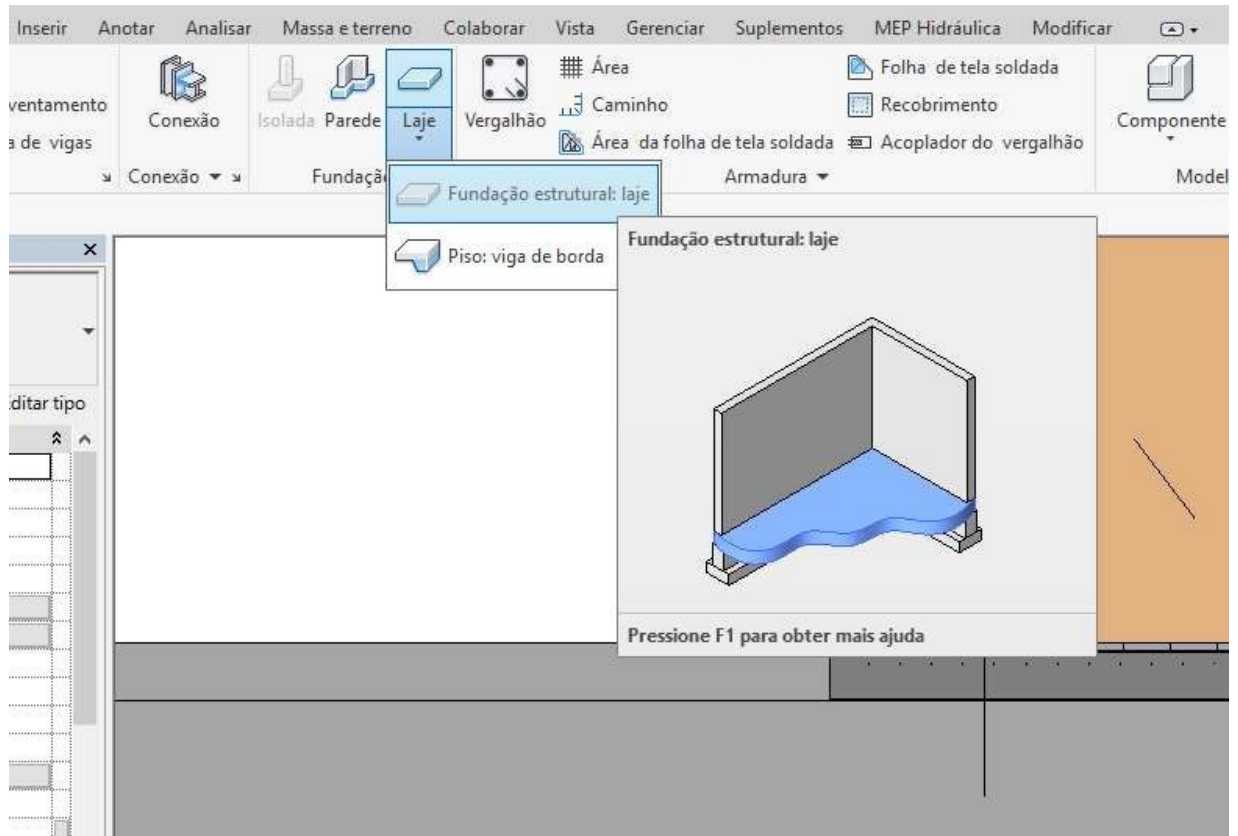 Inserir Anotar Analisar Massa e terreno Colaborar Vista Gerenciar Suplementos MEP Hidráulica Modificar
Área Folha de tela soldada
ventamento Conexão Isolada Parede Laje Vergalhão Caminho Recobrimento Componente
a de vigas Área da folha de tela soldada Acoplador do vergalhão
Conexão Fundaçã Armadura Model
Fundação estrutural: laje
Piso: viga de borda
Fundação estrutural: laje
ditar tipo
Pressione F1 para obter mais ajuda